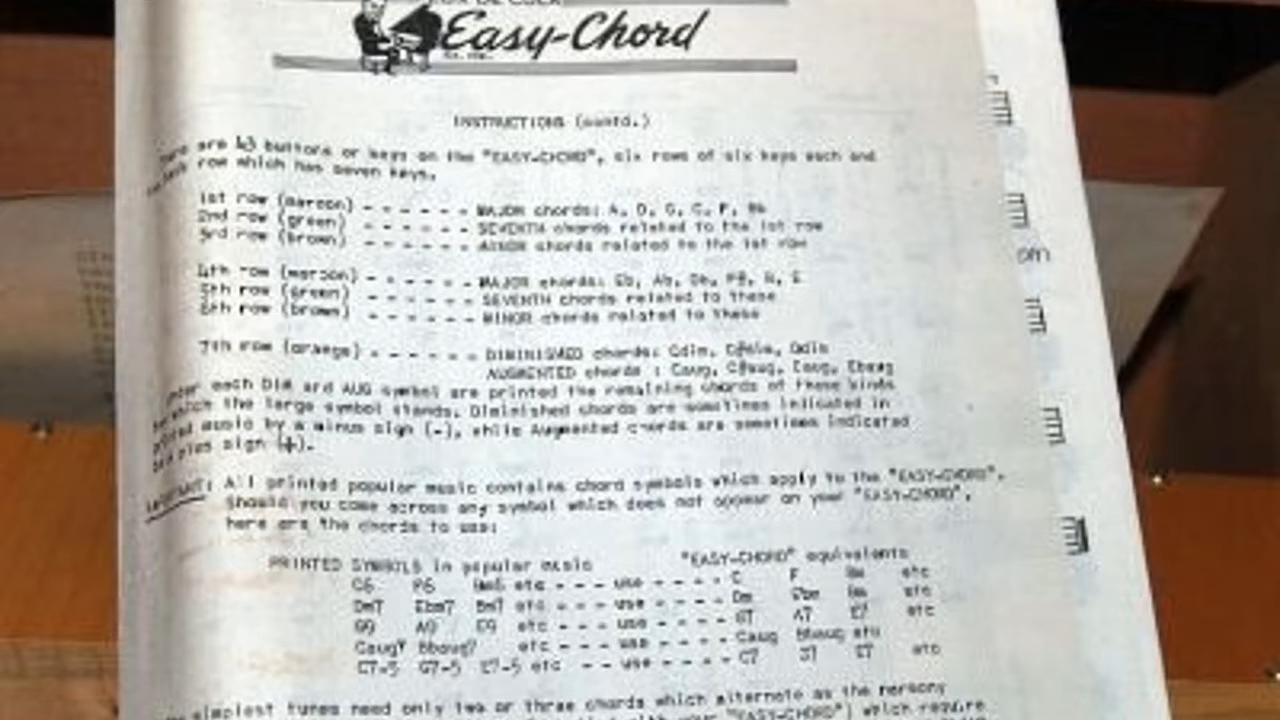 Easy-Chord
INSTRUCTIONS (contd.)
are 43 buttons or keys on the "EASY-CHORD", six rows of six keys each and
row which has seven keys.
1st row (maroon) - - - - - - MAJOR chords: A, D, G, C, F, Bb
2nd row (green) - - - - - - SEVENTH chords related to the 1st row
3rd row (brown) - - - - - - MINOR chords related to the 1st row
4th row (maroon) - - - - - - MAJOR chords: Eb, Ab, Db, F#, B, E
5th row (green) - - - - - - SEVENTH chords related to these
6th row (brown) - - - - - - MINOR chords related to these
7th row (orange) - - - - - - DIMINISHED chords: Cdim, C#dim, Ddim
AUGMENTED chords : Caug, C#aug, Daug, Ebaug
each DIM and AUG symbol are printed the remaining chords of these kinds
which the large symbol stands. Diminished chords are sometimes indicated in
printed music by a minus sign (-), while Augmented chords are sometimes indicated
by a plus sign (+).
IMPORTANT: All printed popular music contains chord symbols which apply to the "EASY-CHORD".
Should you come across any symbol which does not appear on your "EASY-CHORD",
here are the chords to use:
PRINTED SYMBOLS in popular music "EASY-CHORD" equivalents
C6 F6 etc - - - use - - - - C F etc
Dm7 Ebm7 Bm7 etc - - - use - - - - Dm Ebm Bm etc
G9 A9 etc - - - use - - - - G7 A7 etc
Caug7 Bbaug7 etc - - - use - - - - Caug Bbaug etc
C7-5 G7-5 E7-5 etc - - use - - - - C7 G7 E7 etc
simplest tunes need only two or three chords which alternate as the
your "EASY-CHORD") which require